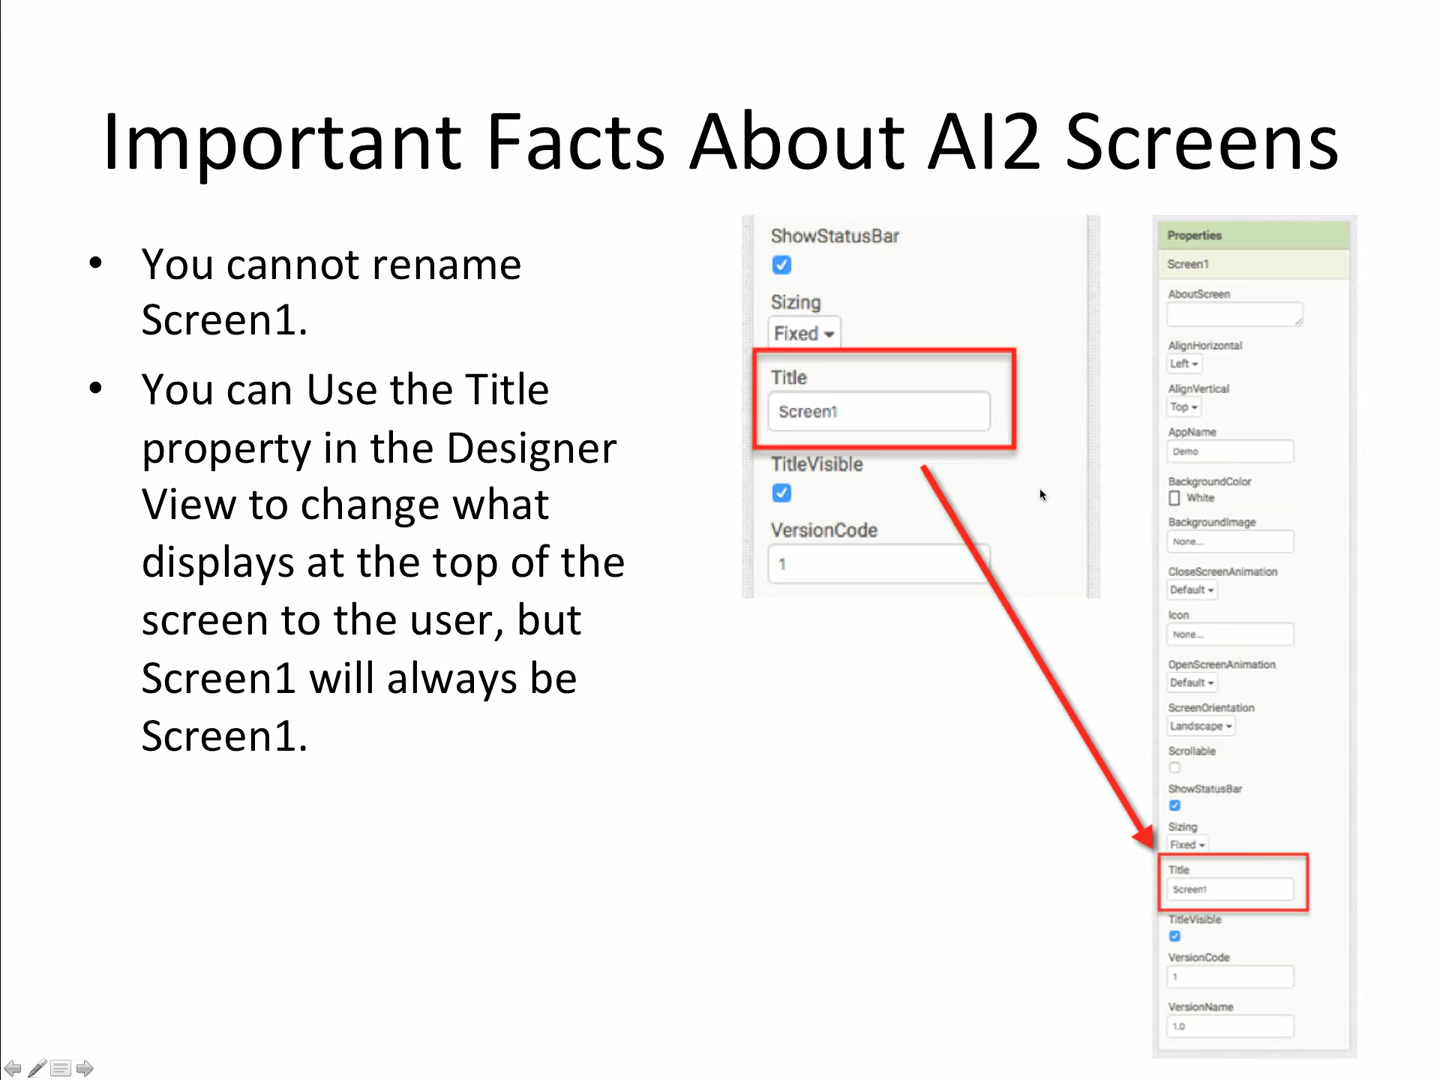 Important Facts About AI2 Screens
• You cannot rename
Screen1.
• You can Use the Title
property in the Designer
View to change what
displays at the top of the
screen to the user, but
Screen1 will always be
Screen1.
ShowStatusBar
Sizing
Fixed
Title
Screen1
TitleVisible
VersionCode
1
Properties
Screen1
AboutScreen
AlignHorizontal
Left
AlignVertical
Top
AppName
Demo
BackgroundColor
White
BackgroundImage
None...
CloseScreenAnimation
Default
Icon
None...
OpenScreenAnimation
Default
ScreenOrientation
Landscape
Scrollable
ShowStatusBar
Sizing
Fixed
Title
Screen1
TitleVisible
VersionCode
1
VersionName
1.0